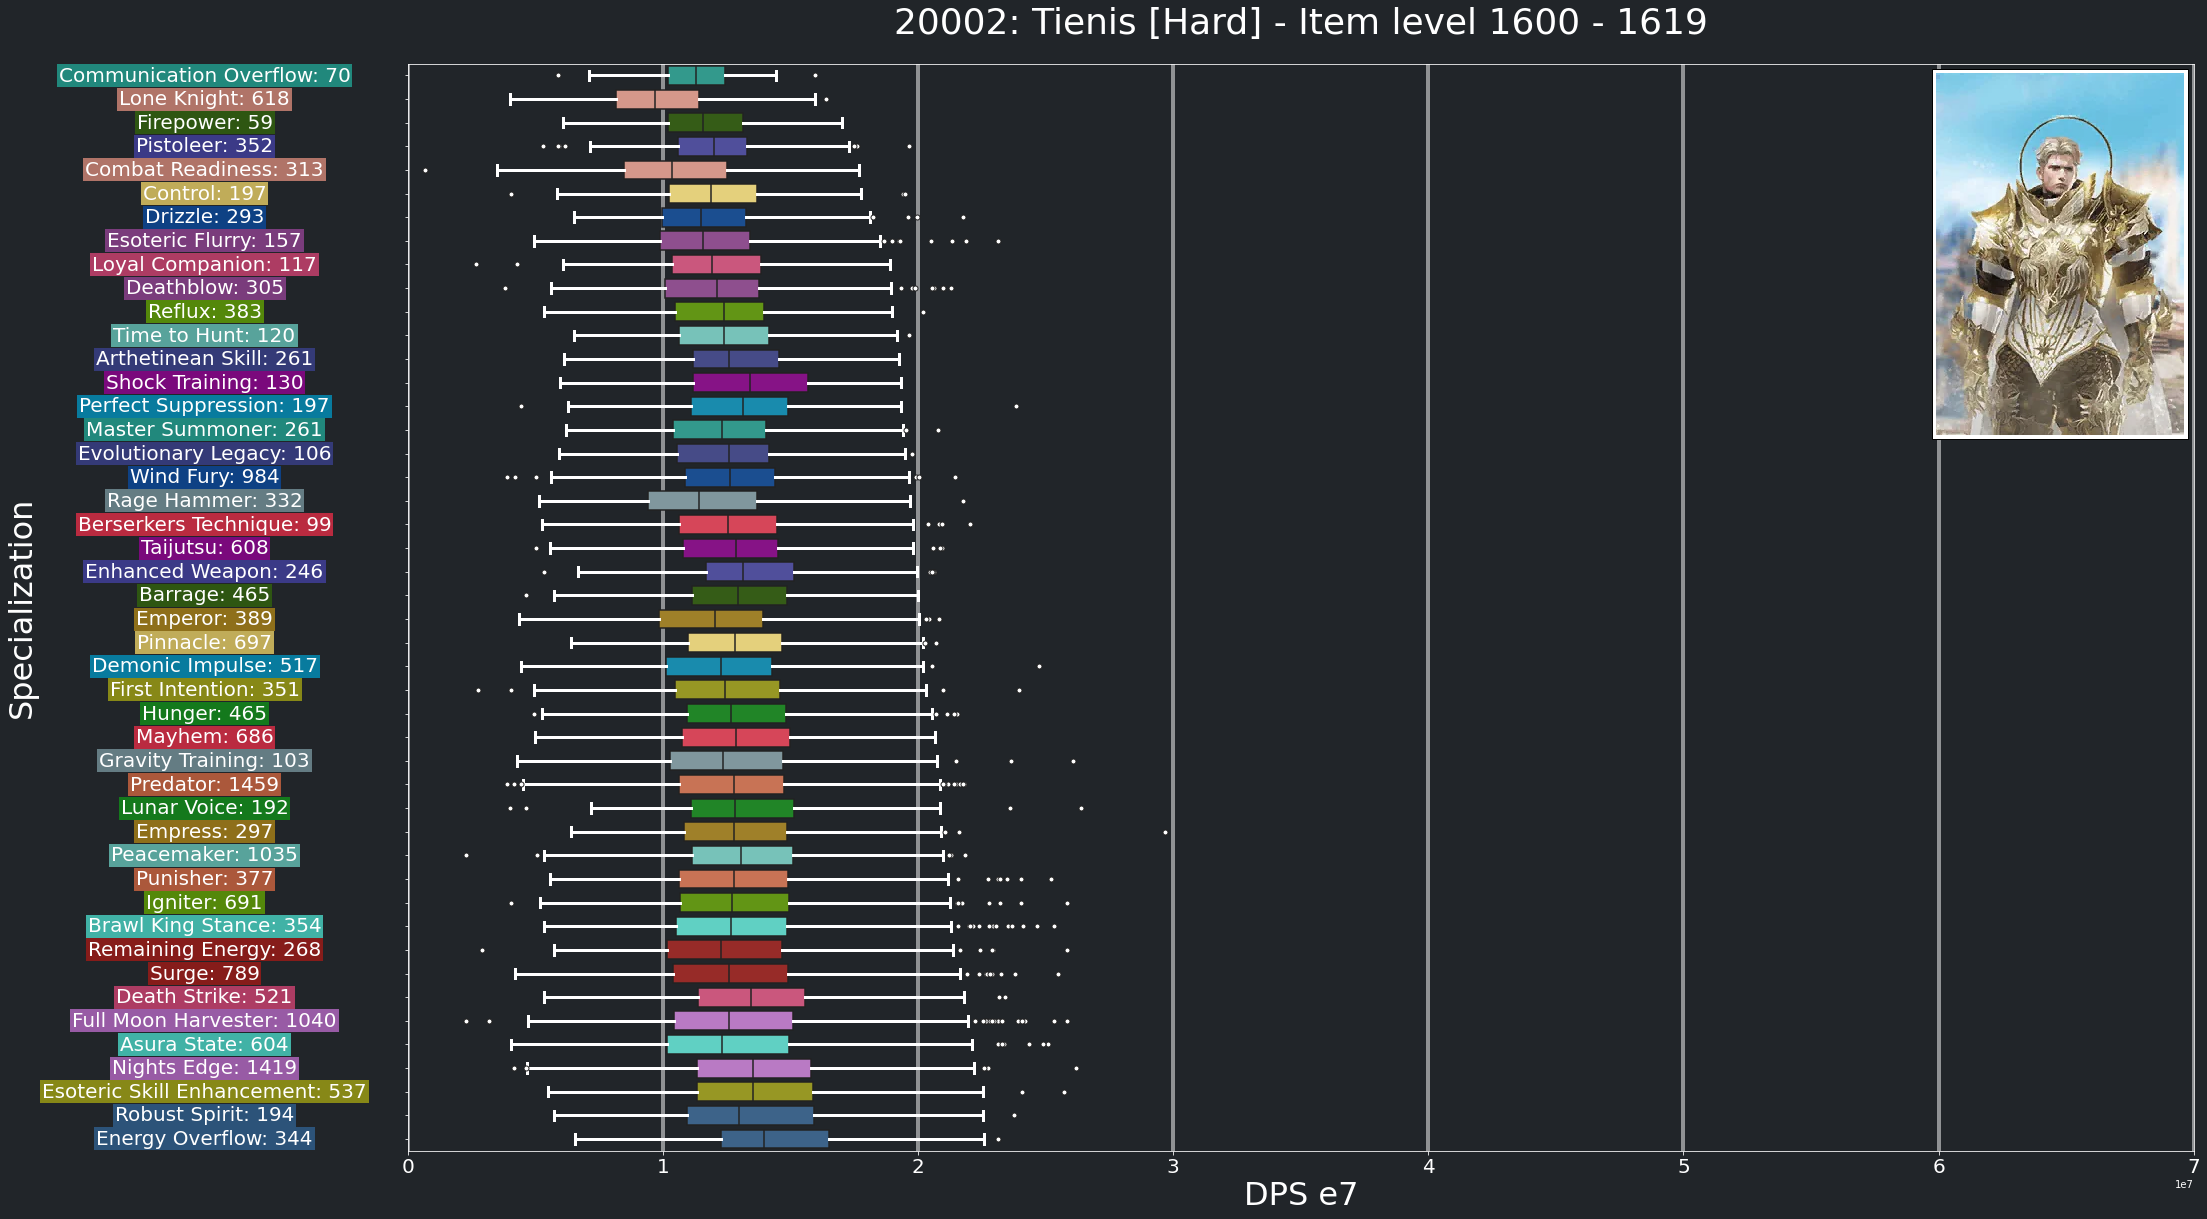 20002: Tienis [Hard] - Item level 1600 - 1619
Communication Overflow: 70
Lone Knight: 618
Firepower: 59
Pistoleer: 352
Combat Readiness: 313
Control: 197
Drizzle: 293
Esoteric Flurry: 157
Loyal Companion: 117
Deathblow: 305
Reflux: 383
Time to Hunt: 120
Arthetinean Skill: 261
Shock Training: 130
Perfect Suppression: 197
Master Summoner: 261
Evolutionary Legacy: 106
Wind Fury: 984
Rage Hammer: 332
Berserkers Technique: 99
Taijutsu: 608
Enhanced Weapon: 246
Barrage: 465
Emperor: 389
Pinnacle: 697
Demonic Impulse: 517
First Intention: 351
Hunger: 465
Mayhem: 686
Gravity Training: 103
Predator: 1459
Lunar Voice: 192
Empress: 297
Peacemaker: 1035
Punisher: 377
Igniter: 691
Brawl King Stance: 354
Remaining Energy: 268
Surge: 789
Death Strike: 521
Full Moon Harvester: 1040
Asura State: 604
Nights Edge: 1419
Esoteric Skill Enhancement: 537
Robust Spirit: 194
Energy Overflow: 344
Specialization
0 1 2 3 4 5 6 7
1e7
DPS e7